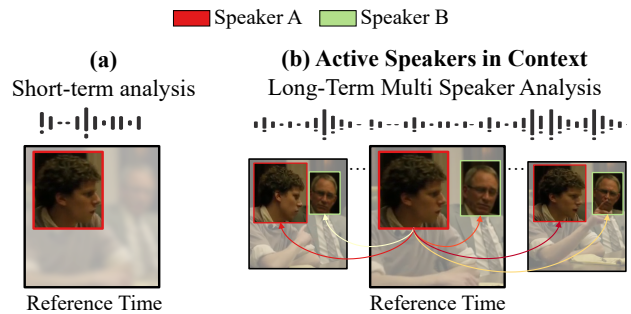 Speaker A Speaker B
(a)
Short-term analysis
(b) Active Speakers in Context
Long-Term Multi Speaker Analysis
...
...
Reference Time
Reference Time